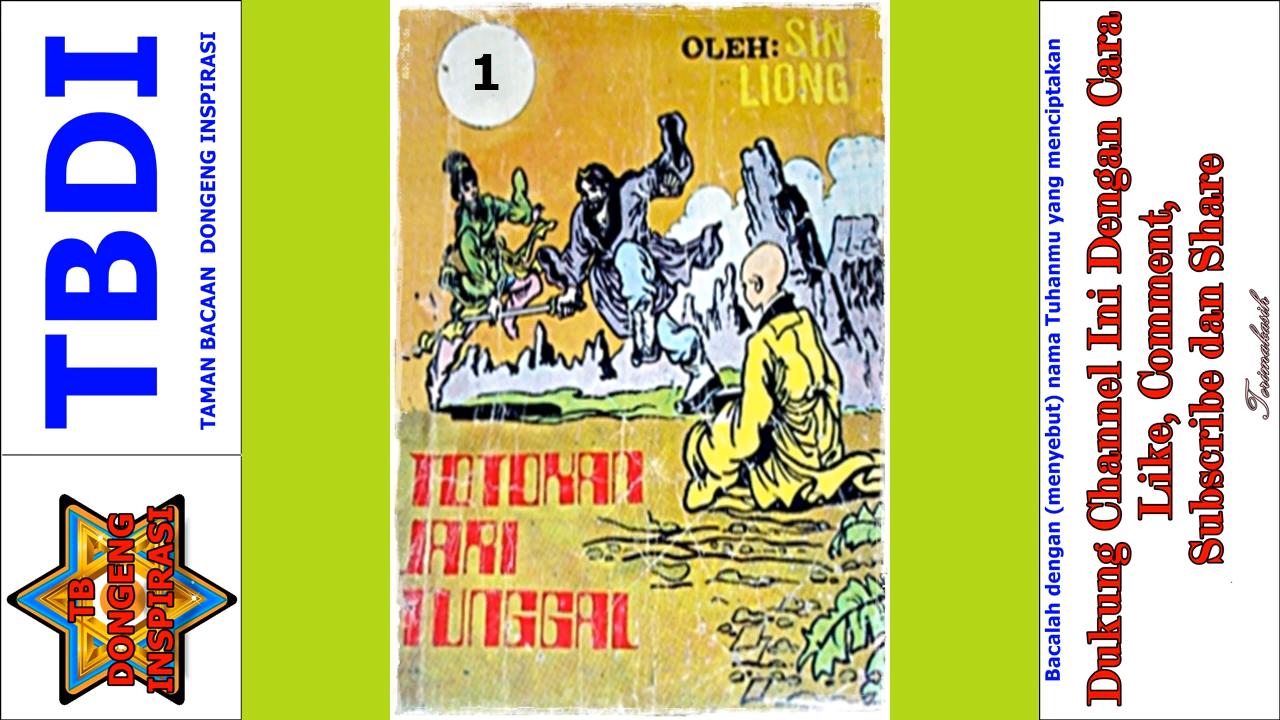 TBDI
TAMAN BACAAN DONGENG INSPIRASI
TB
DONGENG
INSPIRASI
1
OLEH: SIN
LIONG
JARI
TUNGGAL
Bacalah dengan (menyebut) nama Tuhanmu yang menciptakan
Dukung Channel Ini Dengan Cara
Like, Comment,
Subscribe dan Share
Terimakasih